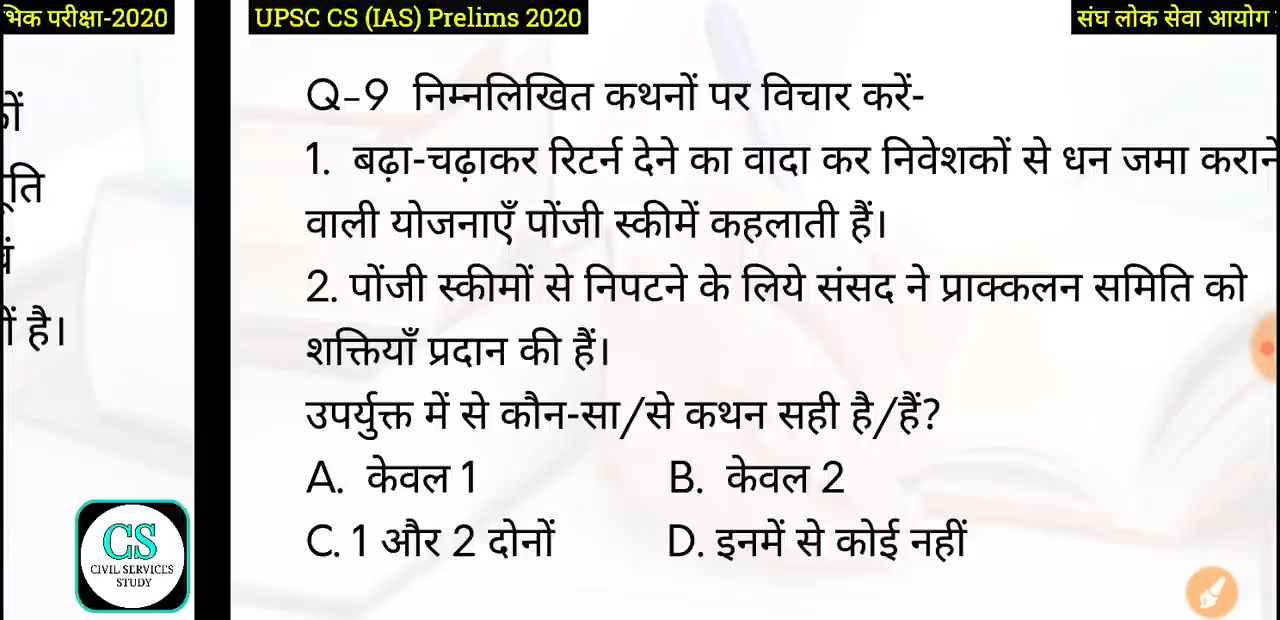 भिक परीक्षा-2020
UPSC CS (IAS) Prelims 2020
संघ लोक सेवा आयोग
है।
Q-9 निम्नलिखित कथनों पर विचार करें-
1. बढ़ा-चढ़ाकर रिटर्न देने का वादा कर निवेशकों से धन जमा कराने
वाली योजनाएँ पोंजी स्कीमें कहलाती हैं।
2. पोंजी स्कीमों से निपटने के लिये संसद ने प्राक्कलन समिति को
शक्तियाँ प्रदान की हैं।
उपर्युक्त में से कौन-सा/से कथन सही है/हैं?
A. केवल 1 B. केवल 2
C. 1 और 2 दोनों D. इनमें से कोई नहीं
CS
CIVIL SERVICES
STUDY